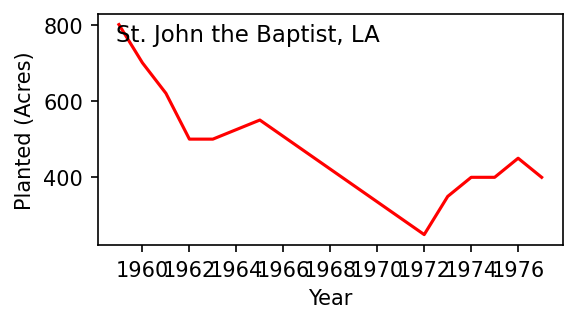 St. John the Baptist, LA
Planted (Acres)
800
600
400
1960 1962 1964 1966 1968 1970 1972 1974 1976
Year